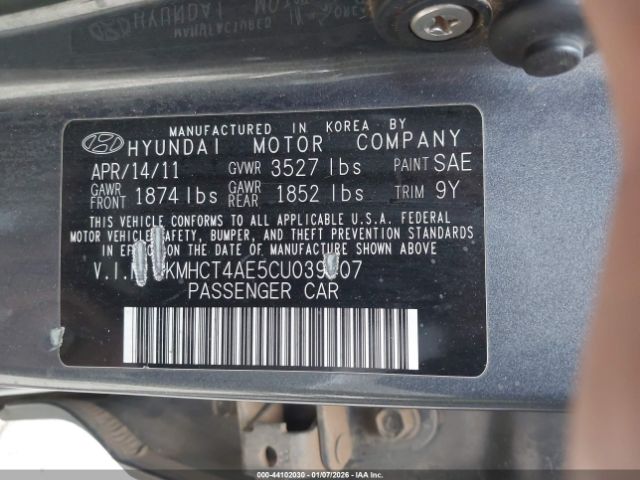 MANUFACTURED IN KOREA BY
HYUNDAI MOTOR COMPANY
APR/14/11 GVWR 3527 lbs PAINT SAE
GAWR FRONT 1874 lbs GAWR REAR 1852 lbs TRIM 9Y
THIS VEHICLE CONFORMS TO ALL APPLICABLE U.S.A. FEDERAL
MOTOR VEHICLE SAFETY, BUMPER, AND THEFT PREVENTION STANDARDS
IN EFFECT ON THE DATE OF MANUFACTURE SHOWN ABOVE
PASSENGER CAR
000-44102030 - 01/07/2026 - IAAI.COM